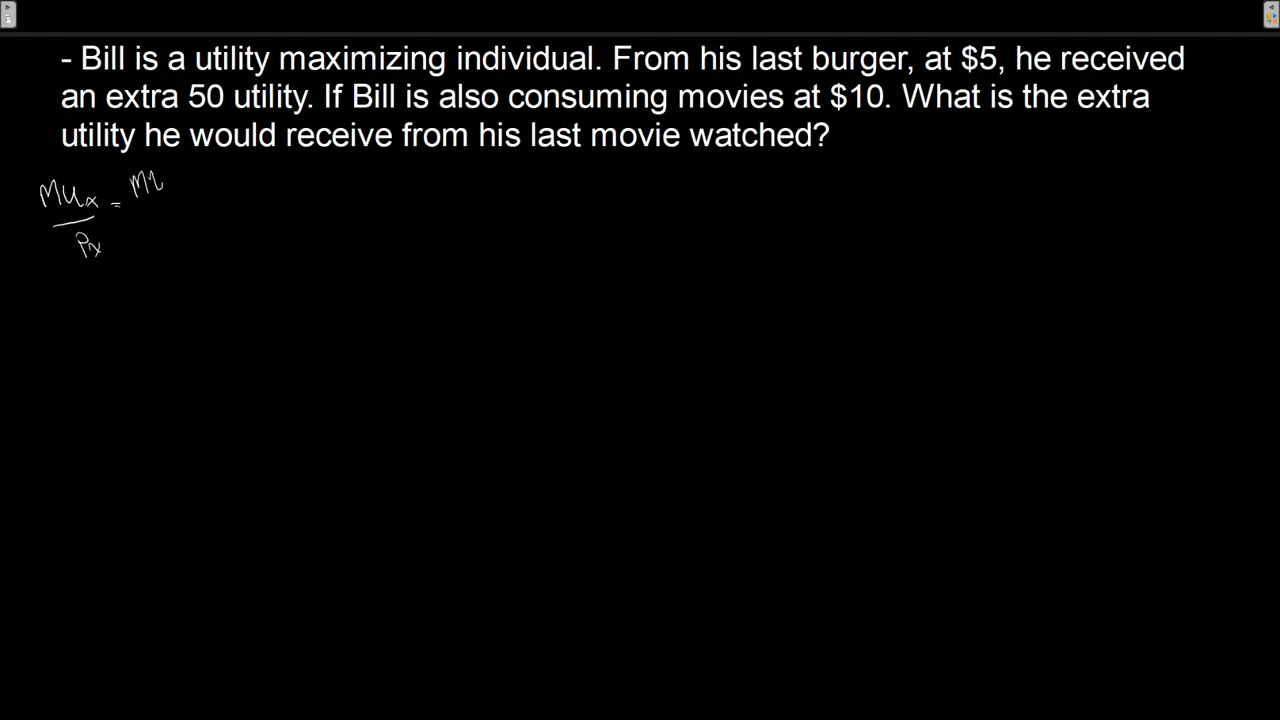 - Bill is a utility maximizing individual. From his last burger, at $5, he received
an extra 50 utility. If Bill is also consuming movies at $10. What is the extra
utility he would receive from his last movie watched?
MUx = MU
Px